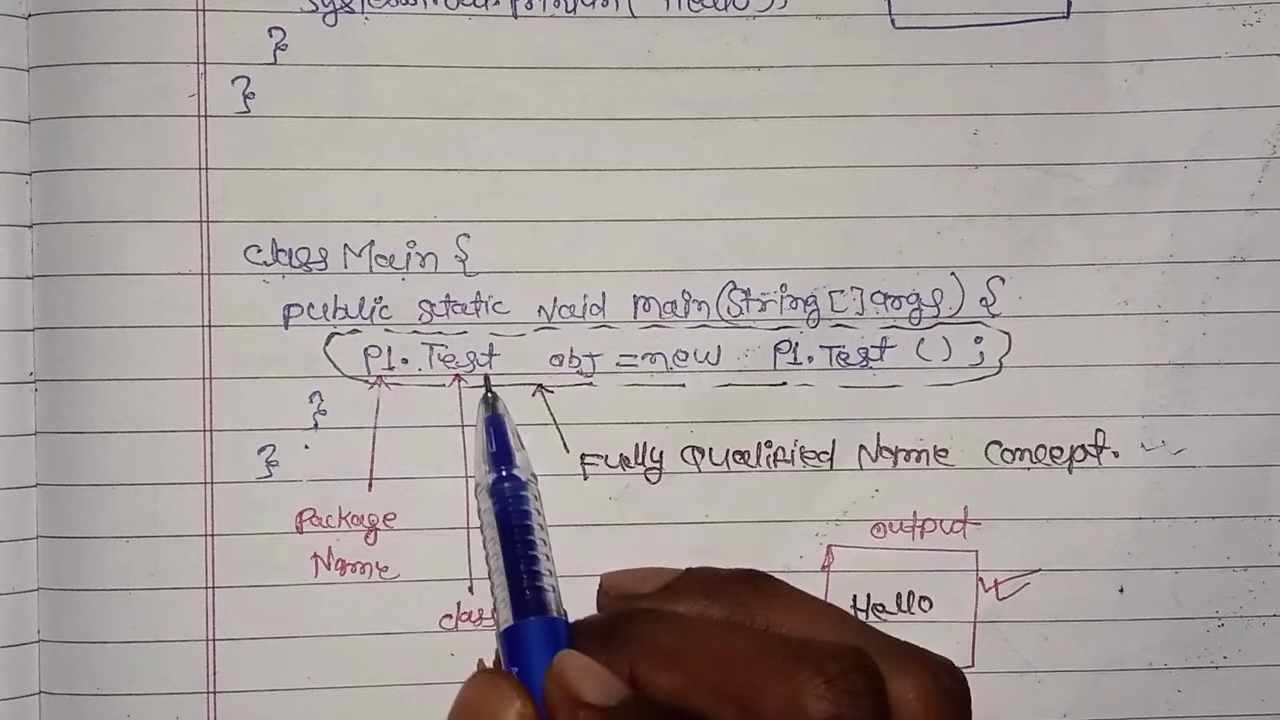 }
}
class Main {
public static void main(String[] args) {
P1.Test obj = new P1.Test () ;
}
}
Fully Qualified Name Concept.
Package
Name
class
output
Hello